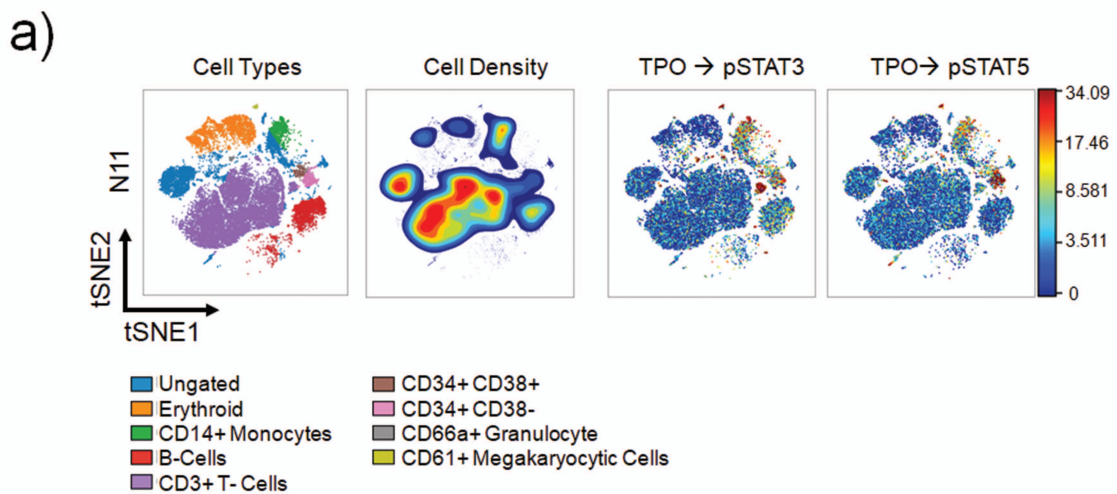 a)
Cell Types
Cell Density
TPO → pSTAT3
TPO→ pSTAT5
N11
tSNE2
tSNE1
34.09
17.46
8.581
3.511
0
Ungated
Erythroid
CD14+ Monocytes
B-Cells
CD3+ T- Cells
CD34+ CD38+
CD34+ CD38-
CD66a+ Granulocyte
CD61+ Megakaryocytic Cells